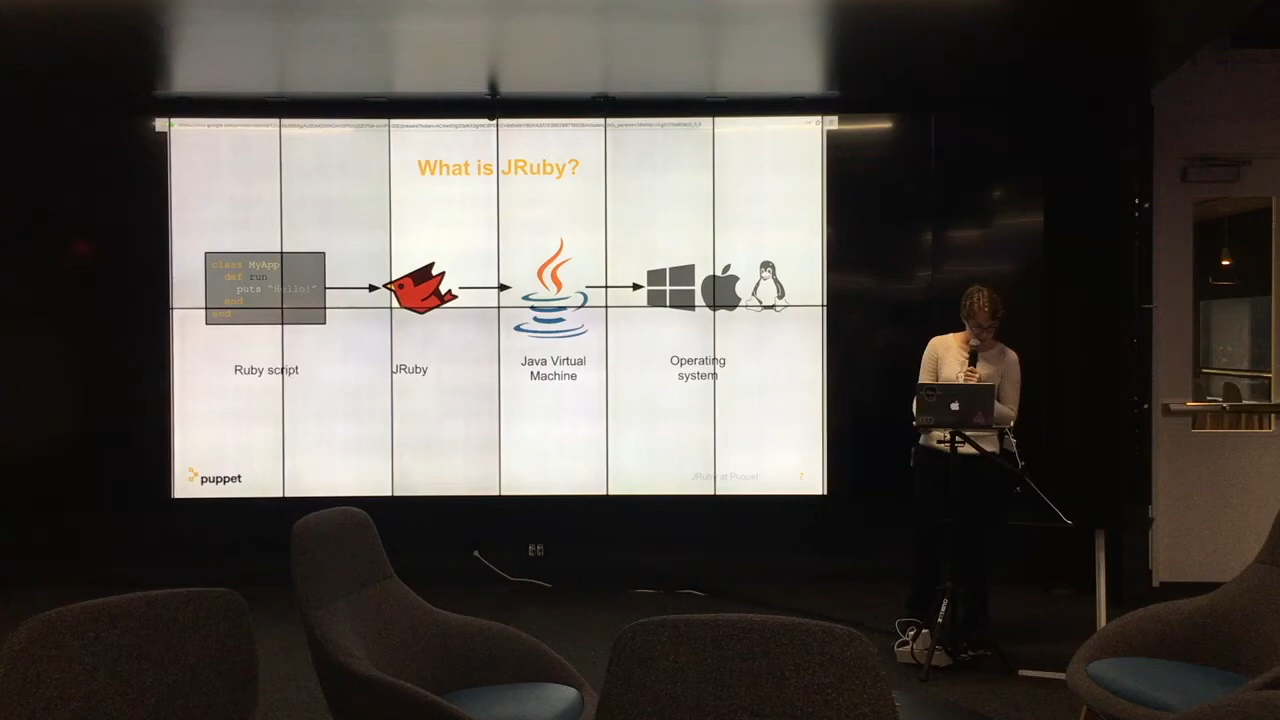 What is JRuby?
class MyApp
def run
puts "Hello!"
end
end
Ruby script
JRuby
Java Virtual
Machine
Operating
system
puppet
JRuby at Puppet
7